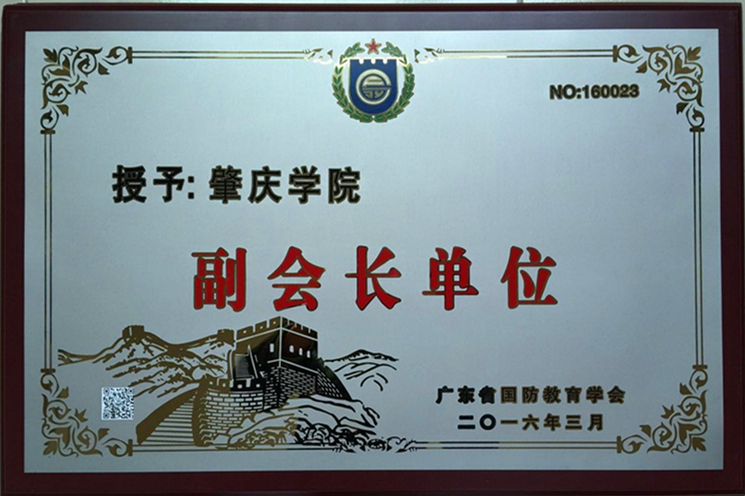 NO:160023
授予:肇庆学院
副会长单位
广东省国防教育学会
二〇一六年三月